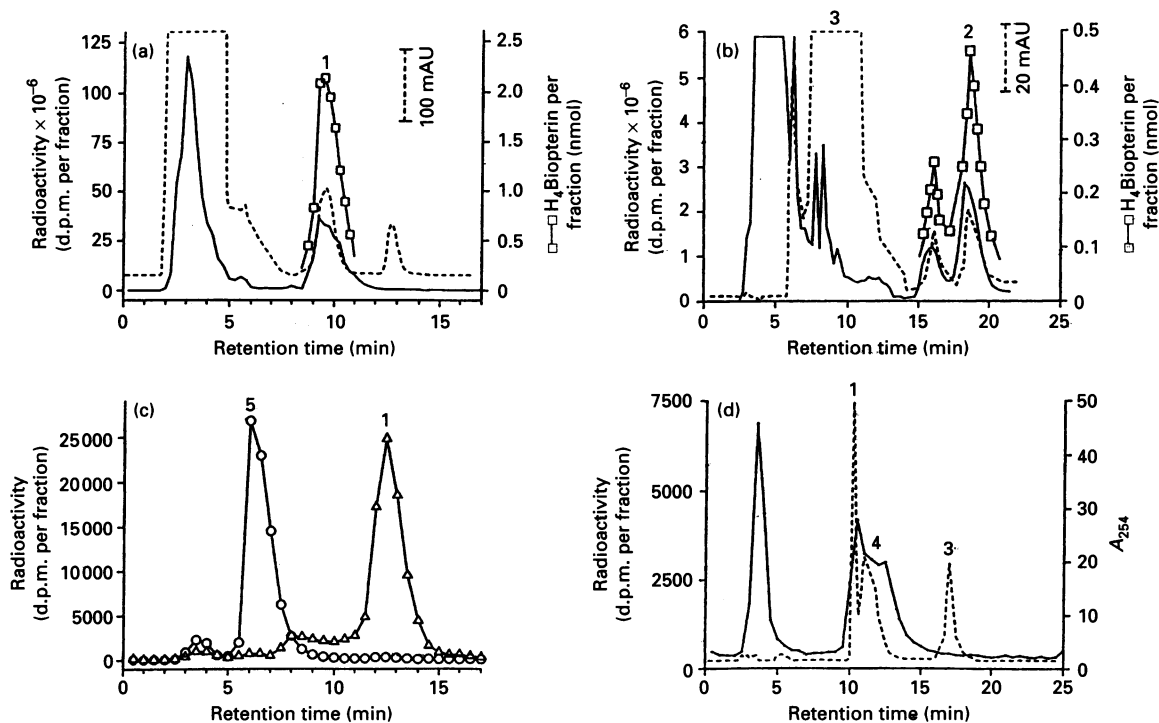 (a)
Radioactivity × 10⁻⁶
(d.p.m. per fraction)
125
100
75
50
25
0
1
100 mAU
2.5
2.0
1.5
1.0
0.5
0
H₄Biopterin per
fraction (nmol)
0 5 10 15
Retention time (min)
(b)
Radioactivity × 10⁻⁶
(d.p.m. per fraction)
6
5
4
3
2
1
0
3
2
20 mAU
0.5
0.4
0.3
0.2
0.1
0
H₄Biopterin per
fraction (nmol)
0 5 10 15 20 25
Retention time (min)
(c)
Radioactivity
(d.p.m. per fraction)
25000
20000
15000
10000
5000
0
5
1
0 5 10 15
Retention time (min)
(d)
Radioactivity
(d.p.m. per fraction)
7500
5000
2500
0
1
4
3
50
40
30
20
10
0
A₂₅₄
0 5 10 15 20 25
Retention time (min)